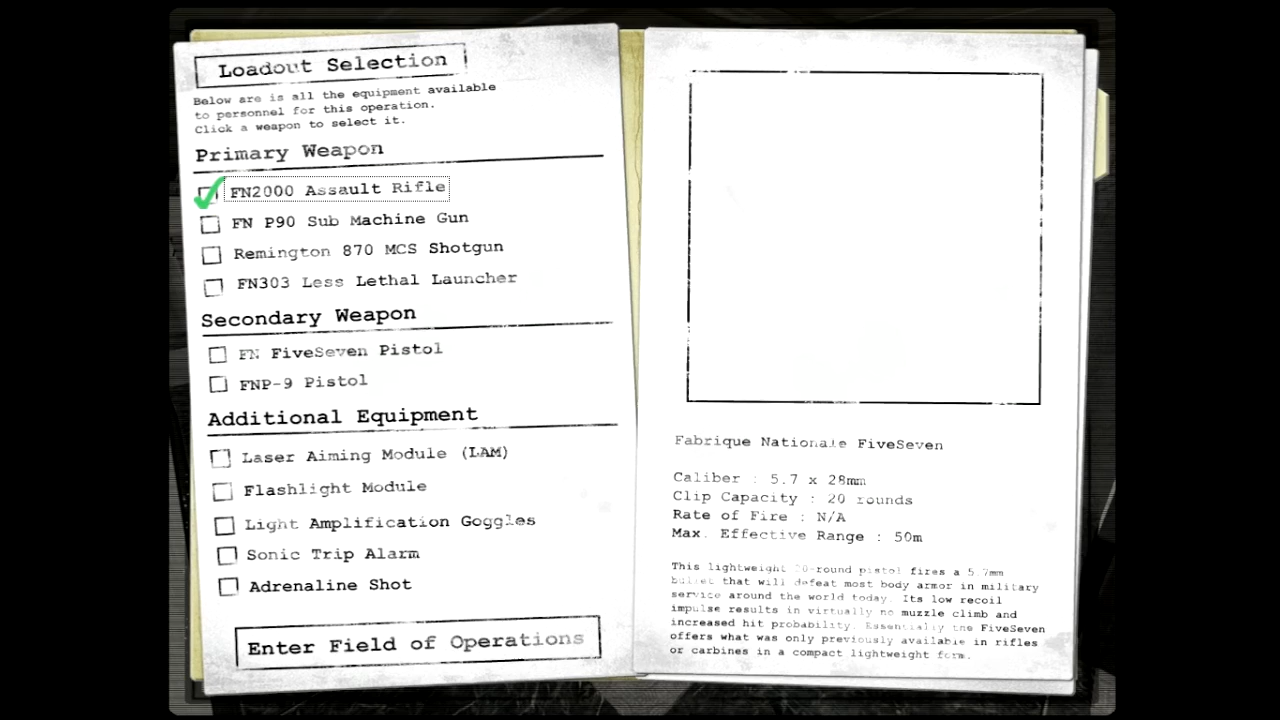 Loadout Selection
Below are is all the equipment available
to personnel for this operation.
Click a weapon to select it.
Primary Weapon
FN2000 Assault Rifle
FN P90 Sub Machine Gun
Remington 870 MCS Shotgun
FN303 Less Lethal Launcher
Secondary Weapon
FN FiveSeven Pistol
FNP-9 Pistol
Additional Equipment
Laser Aiming Module (LAM)
Flashlight Module
Light Amplification Goggles
Sonic Trip Alarm
Adrenaline Shot
Enter Field of Operations
Fabrique Nationale FiveSeven
Caliber : 5.7 x 28mm
Clip Capacity : 20 rounds
Rate of Fire : N/A
Max. Effective Range : 50m
This lightweight 20-round pistol fires a 5.7mm
bullet that will defeat most body armor in military
service around the world today. Its low recoil
impulse results in virtually no muzzle climb and
increased hit probability. Essentially the FiveSeven
offers what was only previously available in rifles
or carbines in a compact lightweight form.